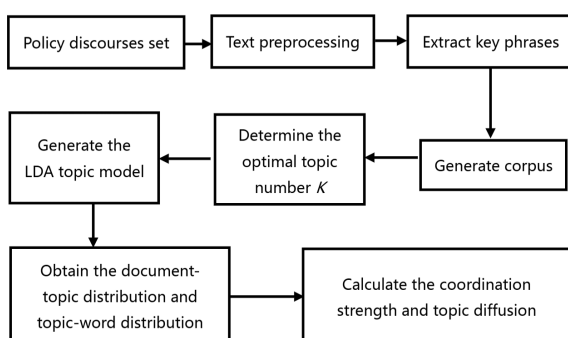 Policy discourses set
Text preprocessing
Extract key phrases
Generate corpus
Determine the
optimal topic
number K
Generate the
LDA topic model
Obtain the document-
topic distribution and
topic-word distribution
Calculate the coordination
strength and topic diffusion